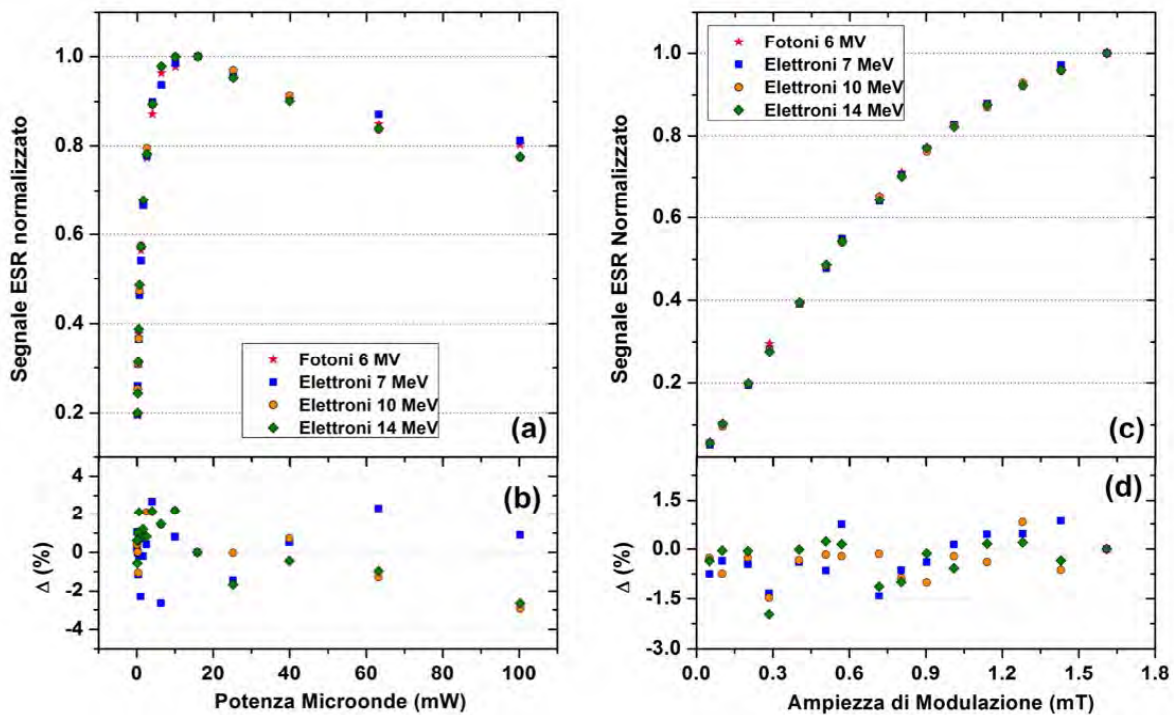 Segnale ESR normalizzato
1.0
0.8
0.6
0.4
0.2
Fotoni 6 MV
Elettroni 7 MeV
Elettroni 10 MeV
Elettroni 14 MeV
(a)
Δ (%)
4
2
0
-2
-4
(b)
0 20 40 60 80 100
Potenza Microonde (mW)
Segnale ESR Normalizzato
1.0
0.8
0.6
0.4
0.2
Fotoni 6 MV
Elettroni 7 MeV
Elettroni 10 MeV
Elettroni 14 MeV
(c)
Δ (%)
1.5
0.0
-1.5
-3.0
(d)
0.0 0.3 0.6 0.9 1.2 1.5 1.8
Ampiezza di Modulazione (mT)